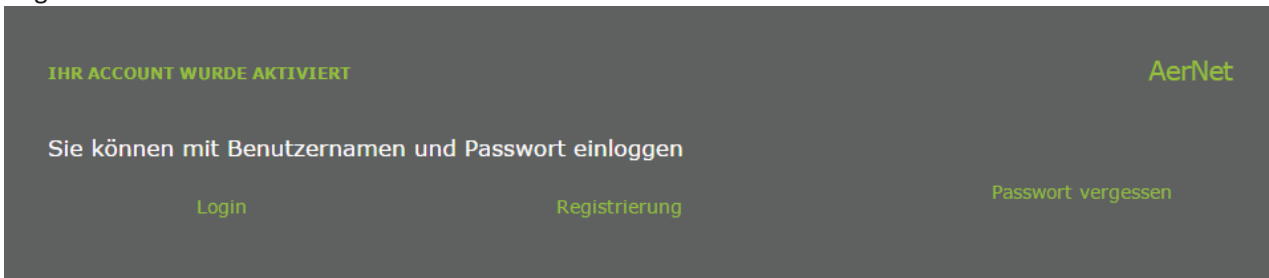 IHR ACCOUNT WURDE AKTIVIERT
AerNet
Sie können mit Benutzernamen und Passwort einloggen
Login
Registrierung
Passwort vergessen